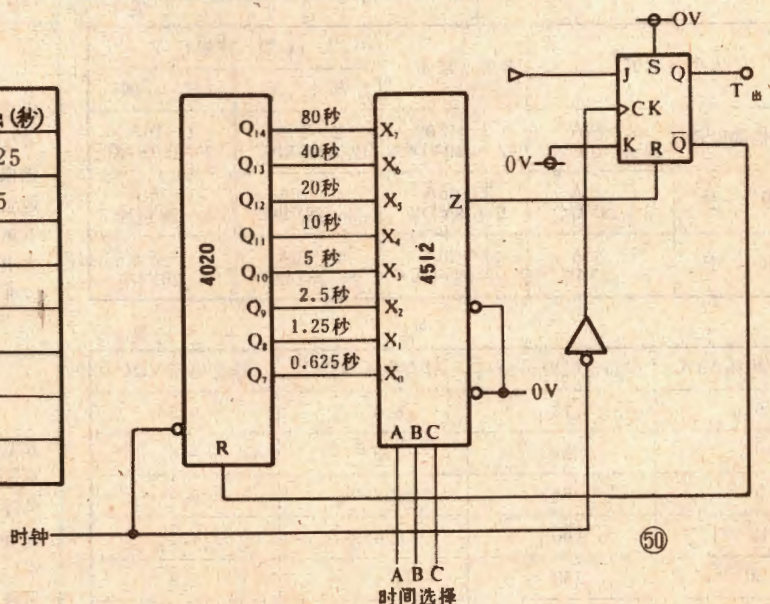 (秒)
25
5
4020
Q₁₄
Q₁₃
Q₁₂
Q₁₁
Q₁₀
Q₉
Q₈
Q₇
R
80秒
40秒
20秒
10秒
5秒
2.5秒
1.25秒
0.625秒
4512
X₇
X₆
X₅
X₄
X₃
X₂
X₁
X₀
Z
A B C
0V
0V
J S Q
CK
K R Q̅
0V
T出
时钟
A B C
时间选择
㊿